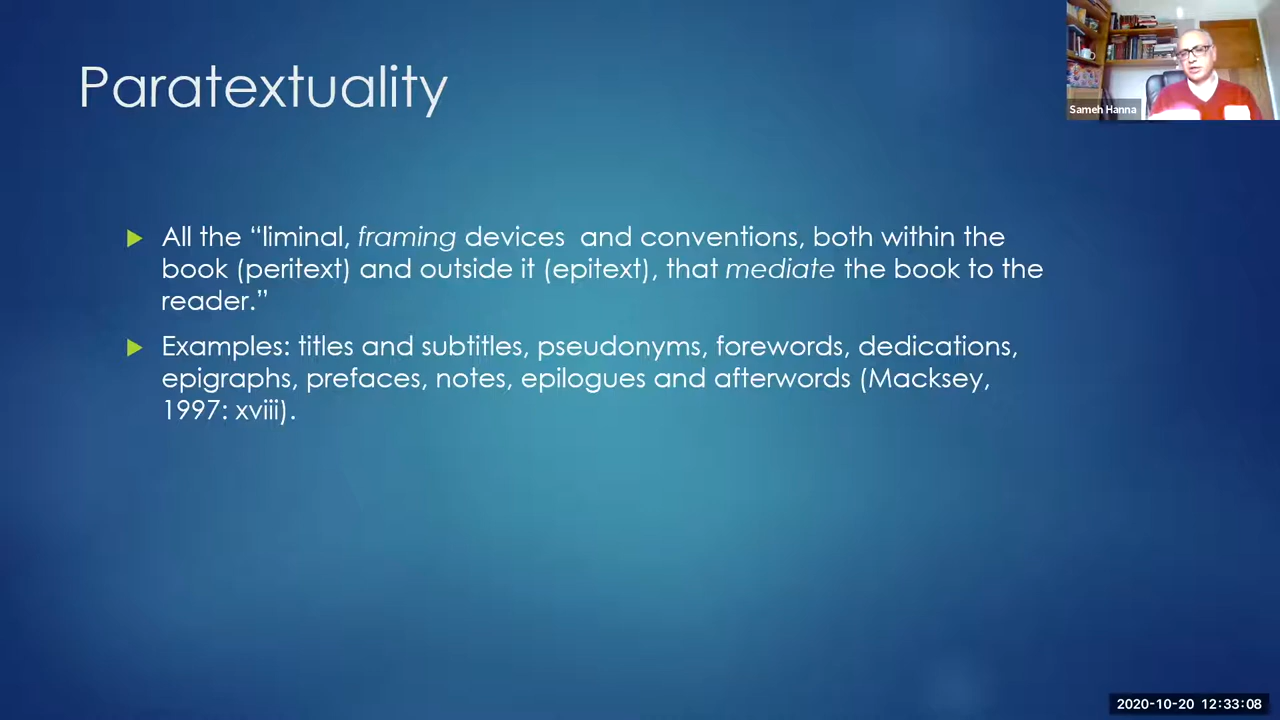 Paratextuality
Sameh Hanna
All the “liminal, framing devices  and conventions, both within the
book (peritext) and outside it (epitext), that mediate the book to the
reader.”
Examples: titles and subtitles, pseudonyms, forewords, dedications,
epigraphs, prefaces, notes, epilogues and afterwords (Macksey,
1997: xviii).
2020-10-20 12:33:08